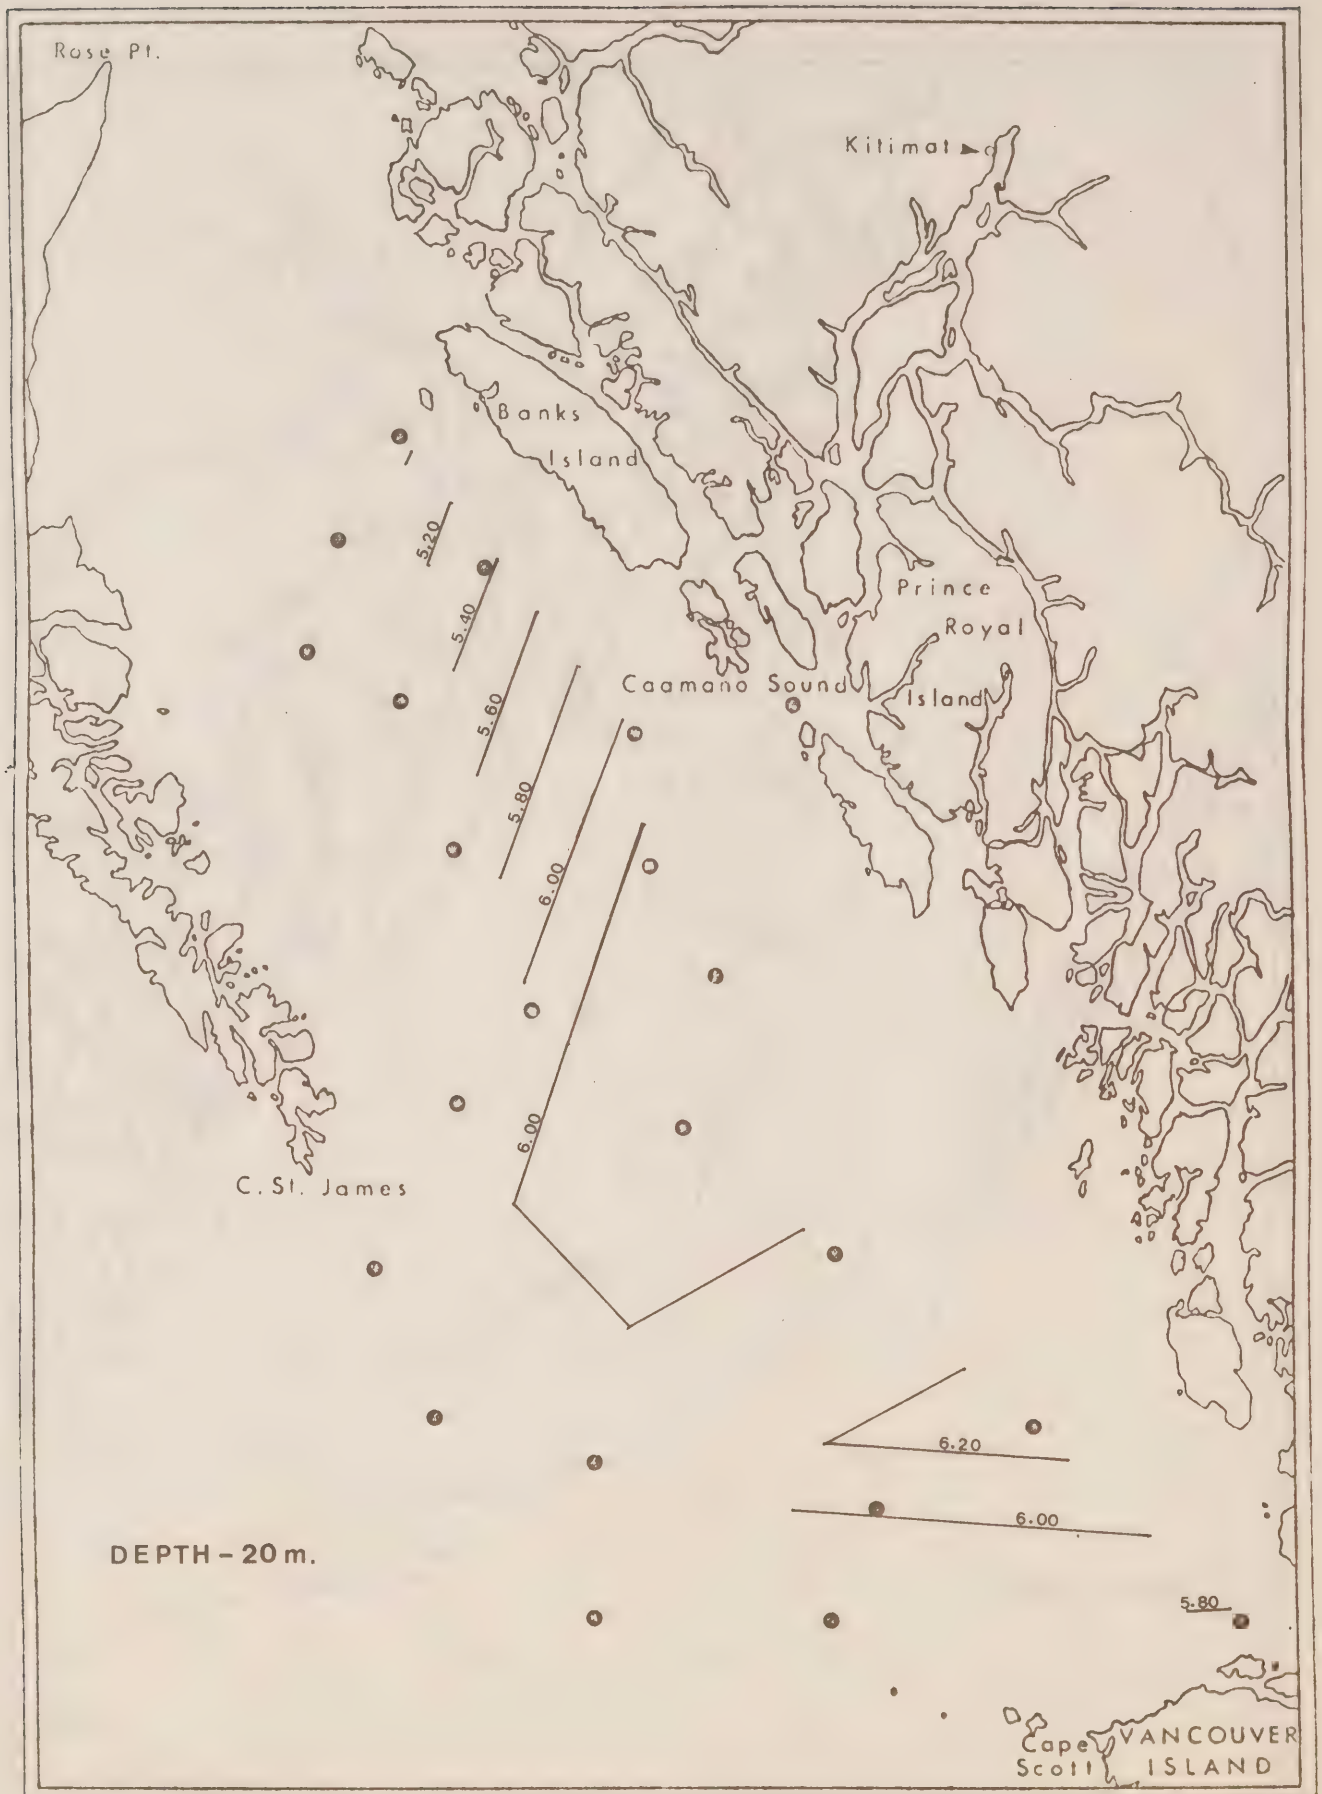 Rose Pt.
Kitimat
Banks
Island
5.20
5.40
Prince
Royal
Island
5.60
Caamano Sound
5.80
6.00
6.00
C. St. James
6.20
6.00
DEPTH – 20 m.
5.80
Cape
Scott
VANCOUVER
ISLAND